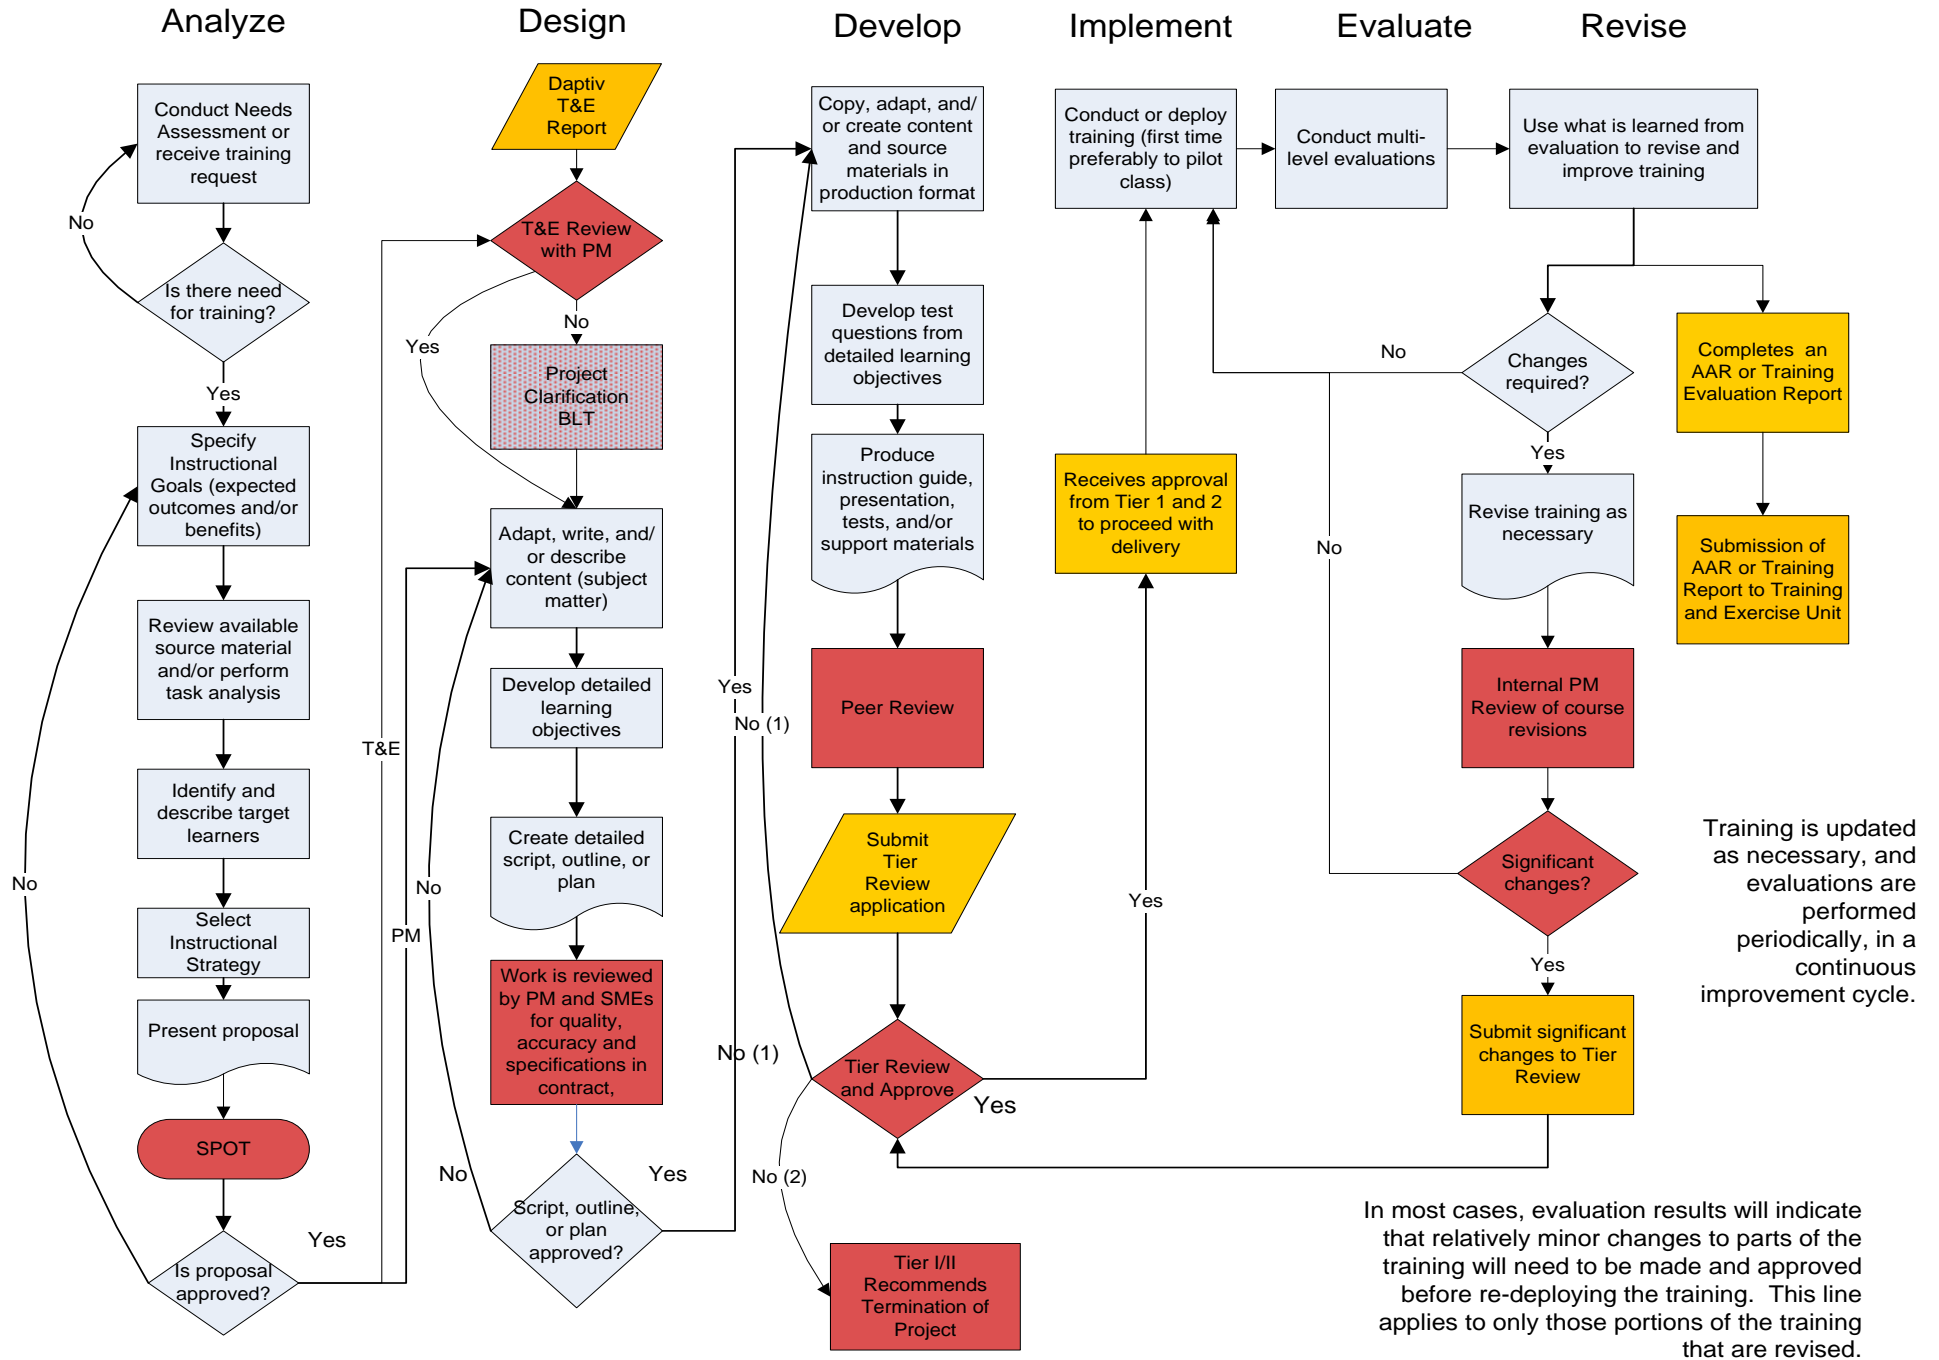 Analyze
Design
Develop
Implement
Evaluate
Revise
Conduct Needs
Assessment or
receive training
request
No
Is there need
for training?
Yes
Specify
Instructional
Goals (expected
outcomes and/or
benefits)
Review available
source material
and/or perform
task analysis
Identify and
describe target
learners
No
Select
Instructional
Strategy
Present proposal
SPOT
Is proposal
approved?
Yes
T&E
PM
Daptiv
T&E
Report
T&E Review
with PM
Yes
No
Project
Clarification
BLT
Adapt, write, and/
or describe
content (subject
matter)
Develop detailed
learning
objectives
Create detailed
script, outline, or
plan
No
Work is reviewed
by PM and SMEs
for quality,
accuracy and
specifications in
contract,
No
Yes
Script, outline,
or plan
approved?
Yes
No (1)
No (1)
Copy, adapt, and/
or create content
and source
materials in
production format
Develop test
questions from
detailed learning
objectives
Produce
instruction guide,
presentation,
tests, and/or
support materials
Peer Review
Submit
Tier
Review
application
Tier Review
and Approve
Yes
No (2)
Tier I/II
Recommends
Termination of
Project
Conduct or deploy
training (first time
preferably to pilot
class)
Receives approval
from Tier 1 and 2
to proceed with
delivery
Yes
Conduct multi-
level evaluations
Use what is learned from
evaluation to revise and
improve training
No
Changes
required?
Completes an
AAR or Training
Evaluation Report
Yes
Revise training as
necessary
No
Submission of
AAR or Training
Report to Training
and Exercise Unit
Internal PM
Review of course
revisions
Significant
changes?
Yes
Submit significant
changes to Tier
Review
Training is updated
as necessary, and
evaluations are
performed
periodically, in a
continuous
improvement cycle.
In most cases, evaluation results will indicate
that relatively minor changes to parts of the
training will need to be made and approved
before re-deploying the training. This line
applies to only those portions of the training
that are revised.